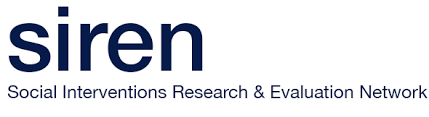 siren
Social Interventions Research & Evaluation Network